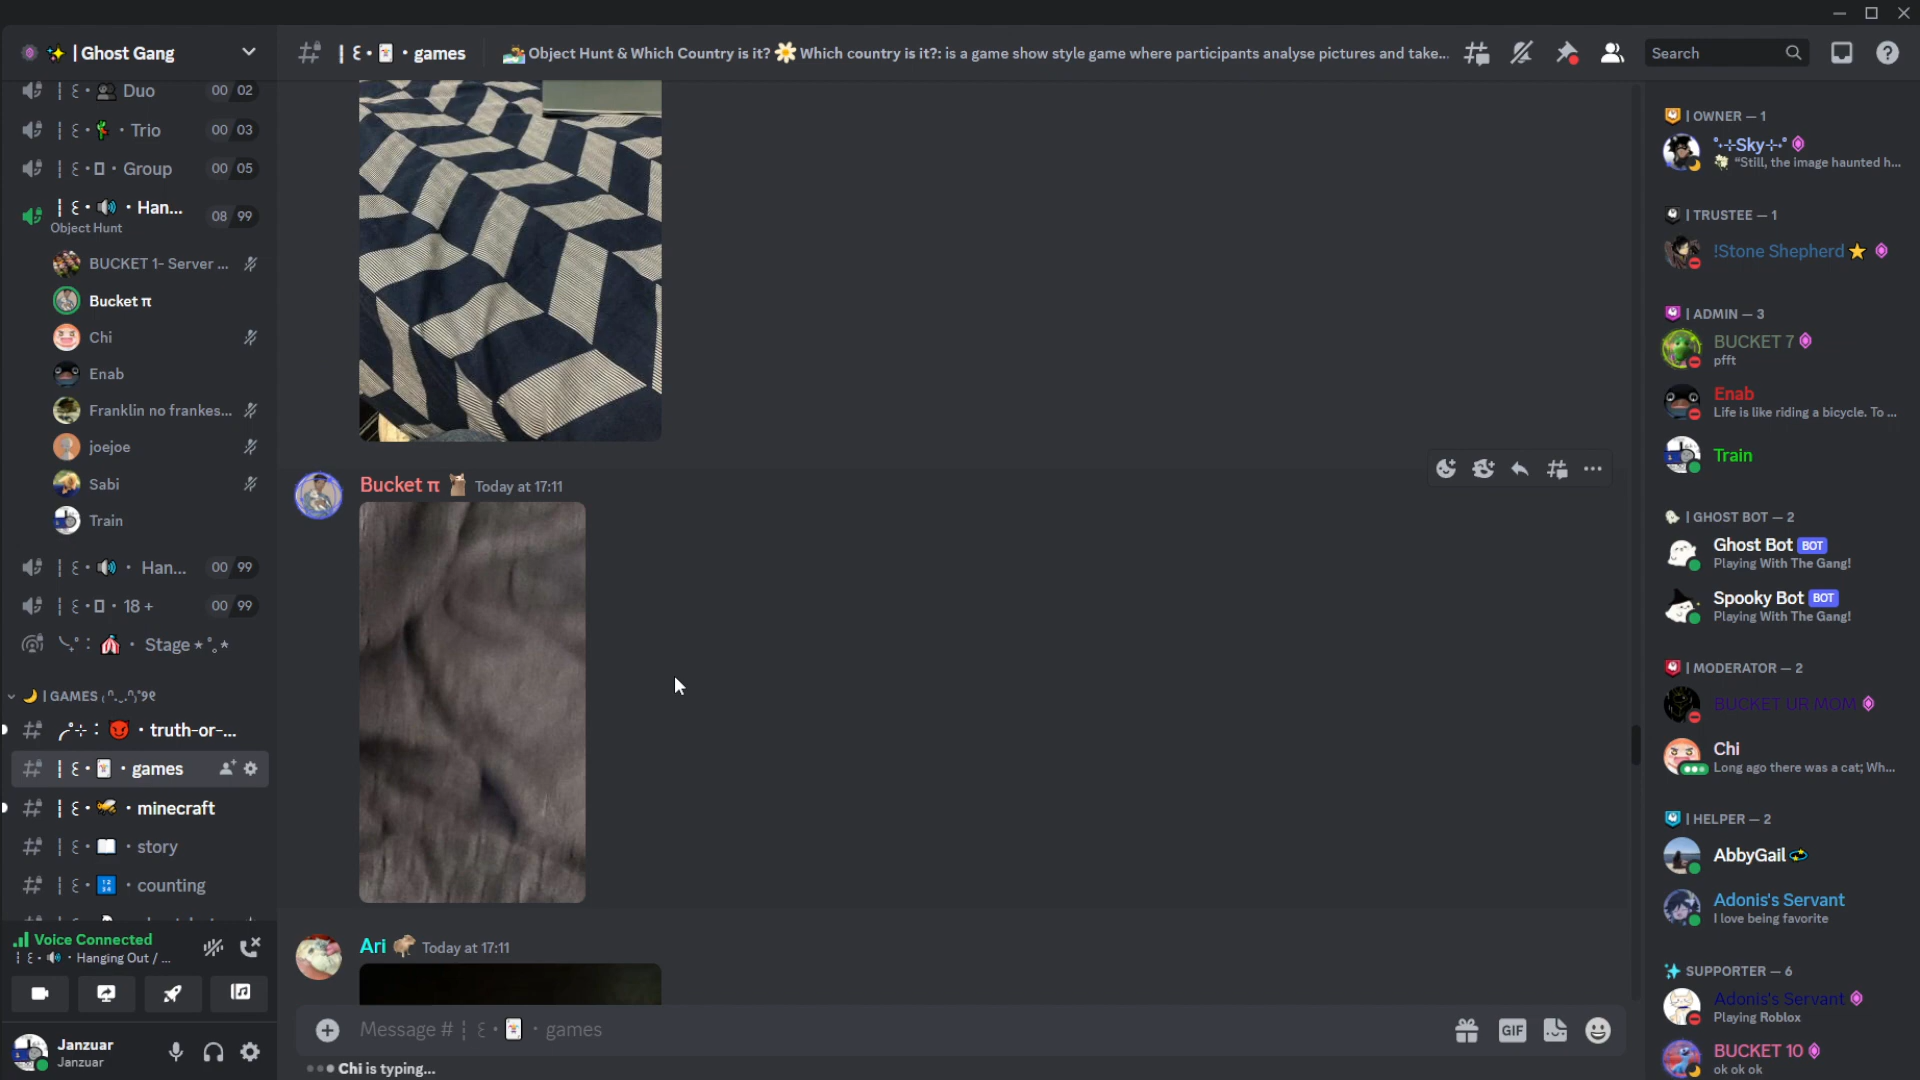 | Ghost Gang
| games
Object Hunt & Which Country is it? Which country is it?: is a game show style game where participants analyse pictures and take...
Search
Duo 00 02
Trio 00 03
Group 00 05
Han... 08 99
Object Hunt
BUCKET 1- Server ...
Bucket π
Chi
Enab
Franklin no frankes...
joejoe
Sabi
Train
Han... 00 99
18 + 00 99
Stage
| GAMES
truth-or-...
games
minecraft
story
counting
Voice Connected
Hanging Out / ...
Janzuar
Janzuar
Bucket π Today at 17:11
Ari Today at 17:11
Message # games
GIF
Chi is typing...
| OWNER — 1
Sky
"Still, the image haunted h...
| TRUSTEE — 1
!Stone Shepherd
| ADMIN — 3
BUCKET 7
pfft
Enab
Life is like riding a bicycle. To ...
Train
| GHOST BOT — 2
Ghost Bot BOT
Playing With The Gang!
Spooky Bot BOT
Playing With The Gang!
| MODERATOR — 2
BUCKET UR MOM
Chi
Long ago there was a cat; Wh...
| HELPER — 2
AbbyGail
Adonis's Servant
I love being favorite
SUPPORTER — 6
Adonis's Servant
Playing Roblox
BUCKET 10
ok ok ok